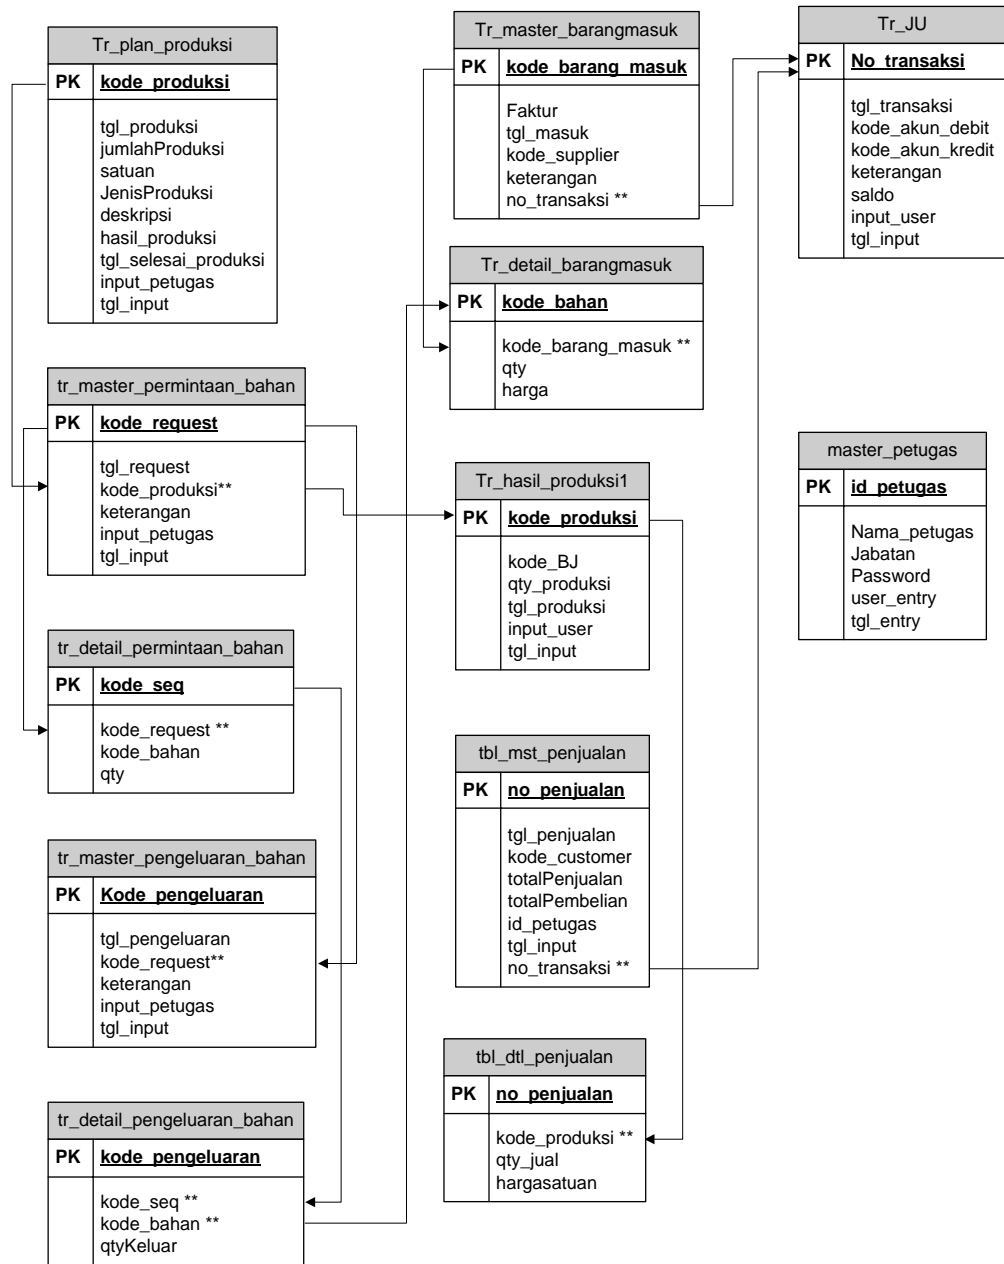 Tr_plan_produksi
PK kode_produksi
tgl_produksi
jumlahProduksi
satuan
JenisProduksi
deskripsi
hasil_produksi
tgl_selesai_produksi
input_petugas
tgl_input
tr_master_permintaan_bahan
PK kode_request
tgl_request
kode_produksi**
keterangan
input_petugas
tgl_input
tr_detail_permintaan_bahan
PK kode_seq
kode_request **
kode_bahan
qty
tr_master_pengeluaran_bahan
PK Kode_pengeluaran
tgl_pengeluaran
kode_request**
keterangan
input_petugas
tgl_input
tr_detail_pengeluaran_bahan
PK kode_pengeluaran
kode_seq **
kode_bahan **
qtyKeluar
Tr_master_barangmasuk
PK kode_barang_masuk
Faktur
tgl_masuk
kode_supplier
keterangan
no_transaksi **
Tr_detail_barangmasuk
PK kode_bahan
kode_barang_masuk **
qty
harga
Tr_hasil_produksi1
PK kode_produksi
kode_BJ
qty_produksi
tgl_produksi
input_user
tgl_input
tbl_mst_penjualan
PK no_penjualan
tgl_penjualan
kode_customer
totalPenjualan
totalPembelian
id_petugas
tgl_input
no_transaksi **
tbl_dtl_penjualan
PK no_penjualan
kode_produksi **
qty_jual
hargasatuan
Tr_JU
PK No_transaksi
tgl_transaksi
kode_akun_debit
kode_akun_kredit
keterangan
saldo
input_user
tgl_input
master_petugas
PK id_petugas
Nama_petugas
Jabatan
Password
user_entry
tgl_entry